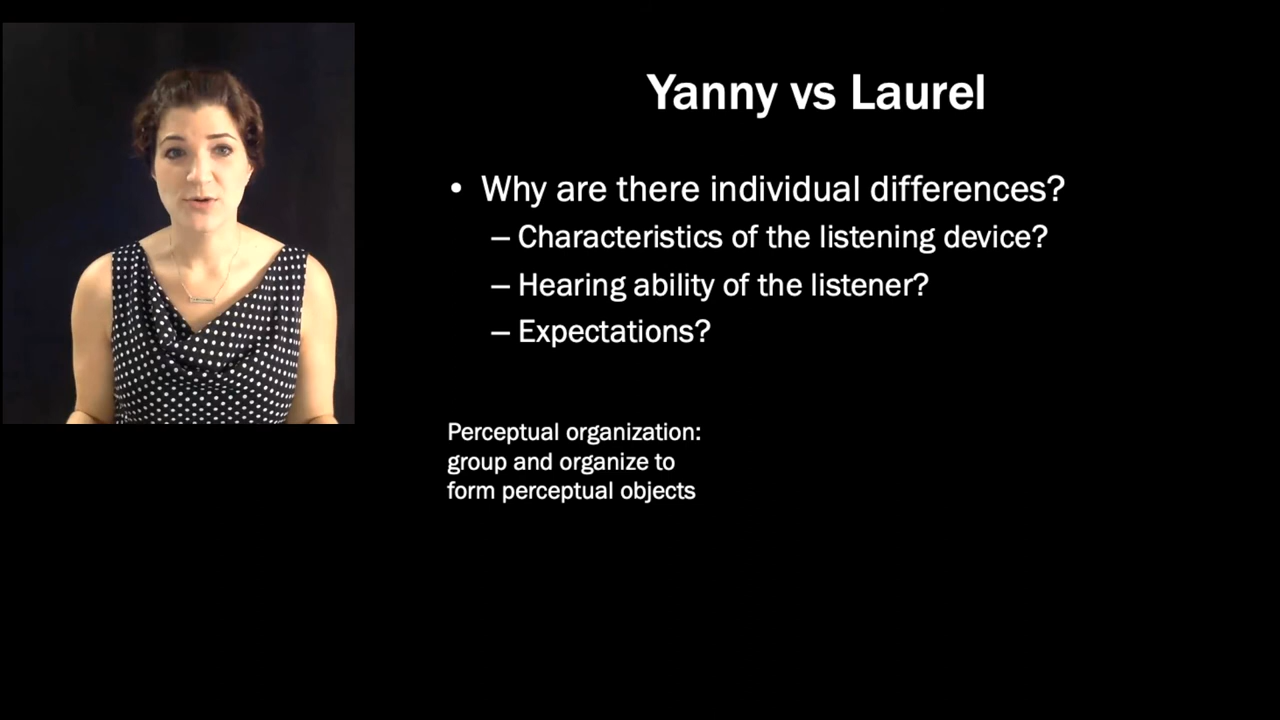 Yanny vs Laurel
• Why are there individual differences?
– Characteristics of the listening device?
– Hearing ability of the listener?
– Expectations?
Perceptual organization:
group and organize to
form perceptual objects